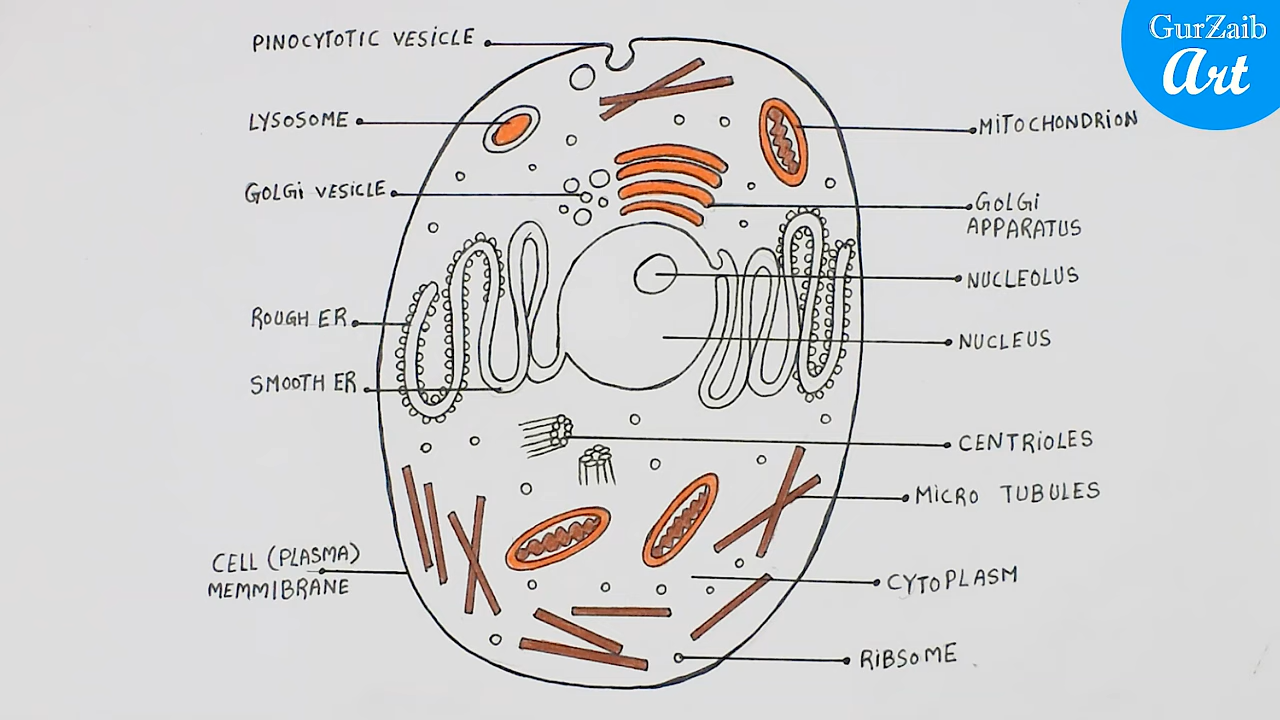 GurZaib
Art
PINOCYTOTIC VESICLE
LYSOSOME
MITOCHONDRION
GOLGI VESICLE
GOLGI
APPARATUS
NUCLEOLUS
ROUGH ER
NUCLEUS
SMOOTH ER
CENTRIOLES
MICRO TUBULES
CELL (PLASMA)
MEMMIBRANE
CYTOPLASM
RIBSOME